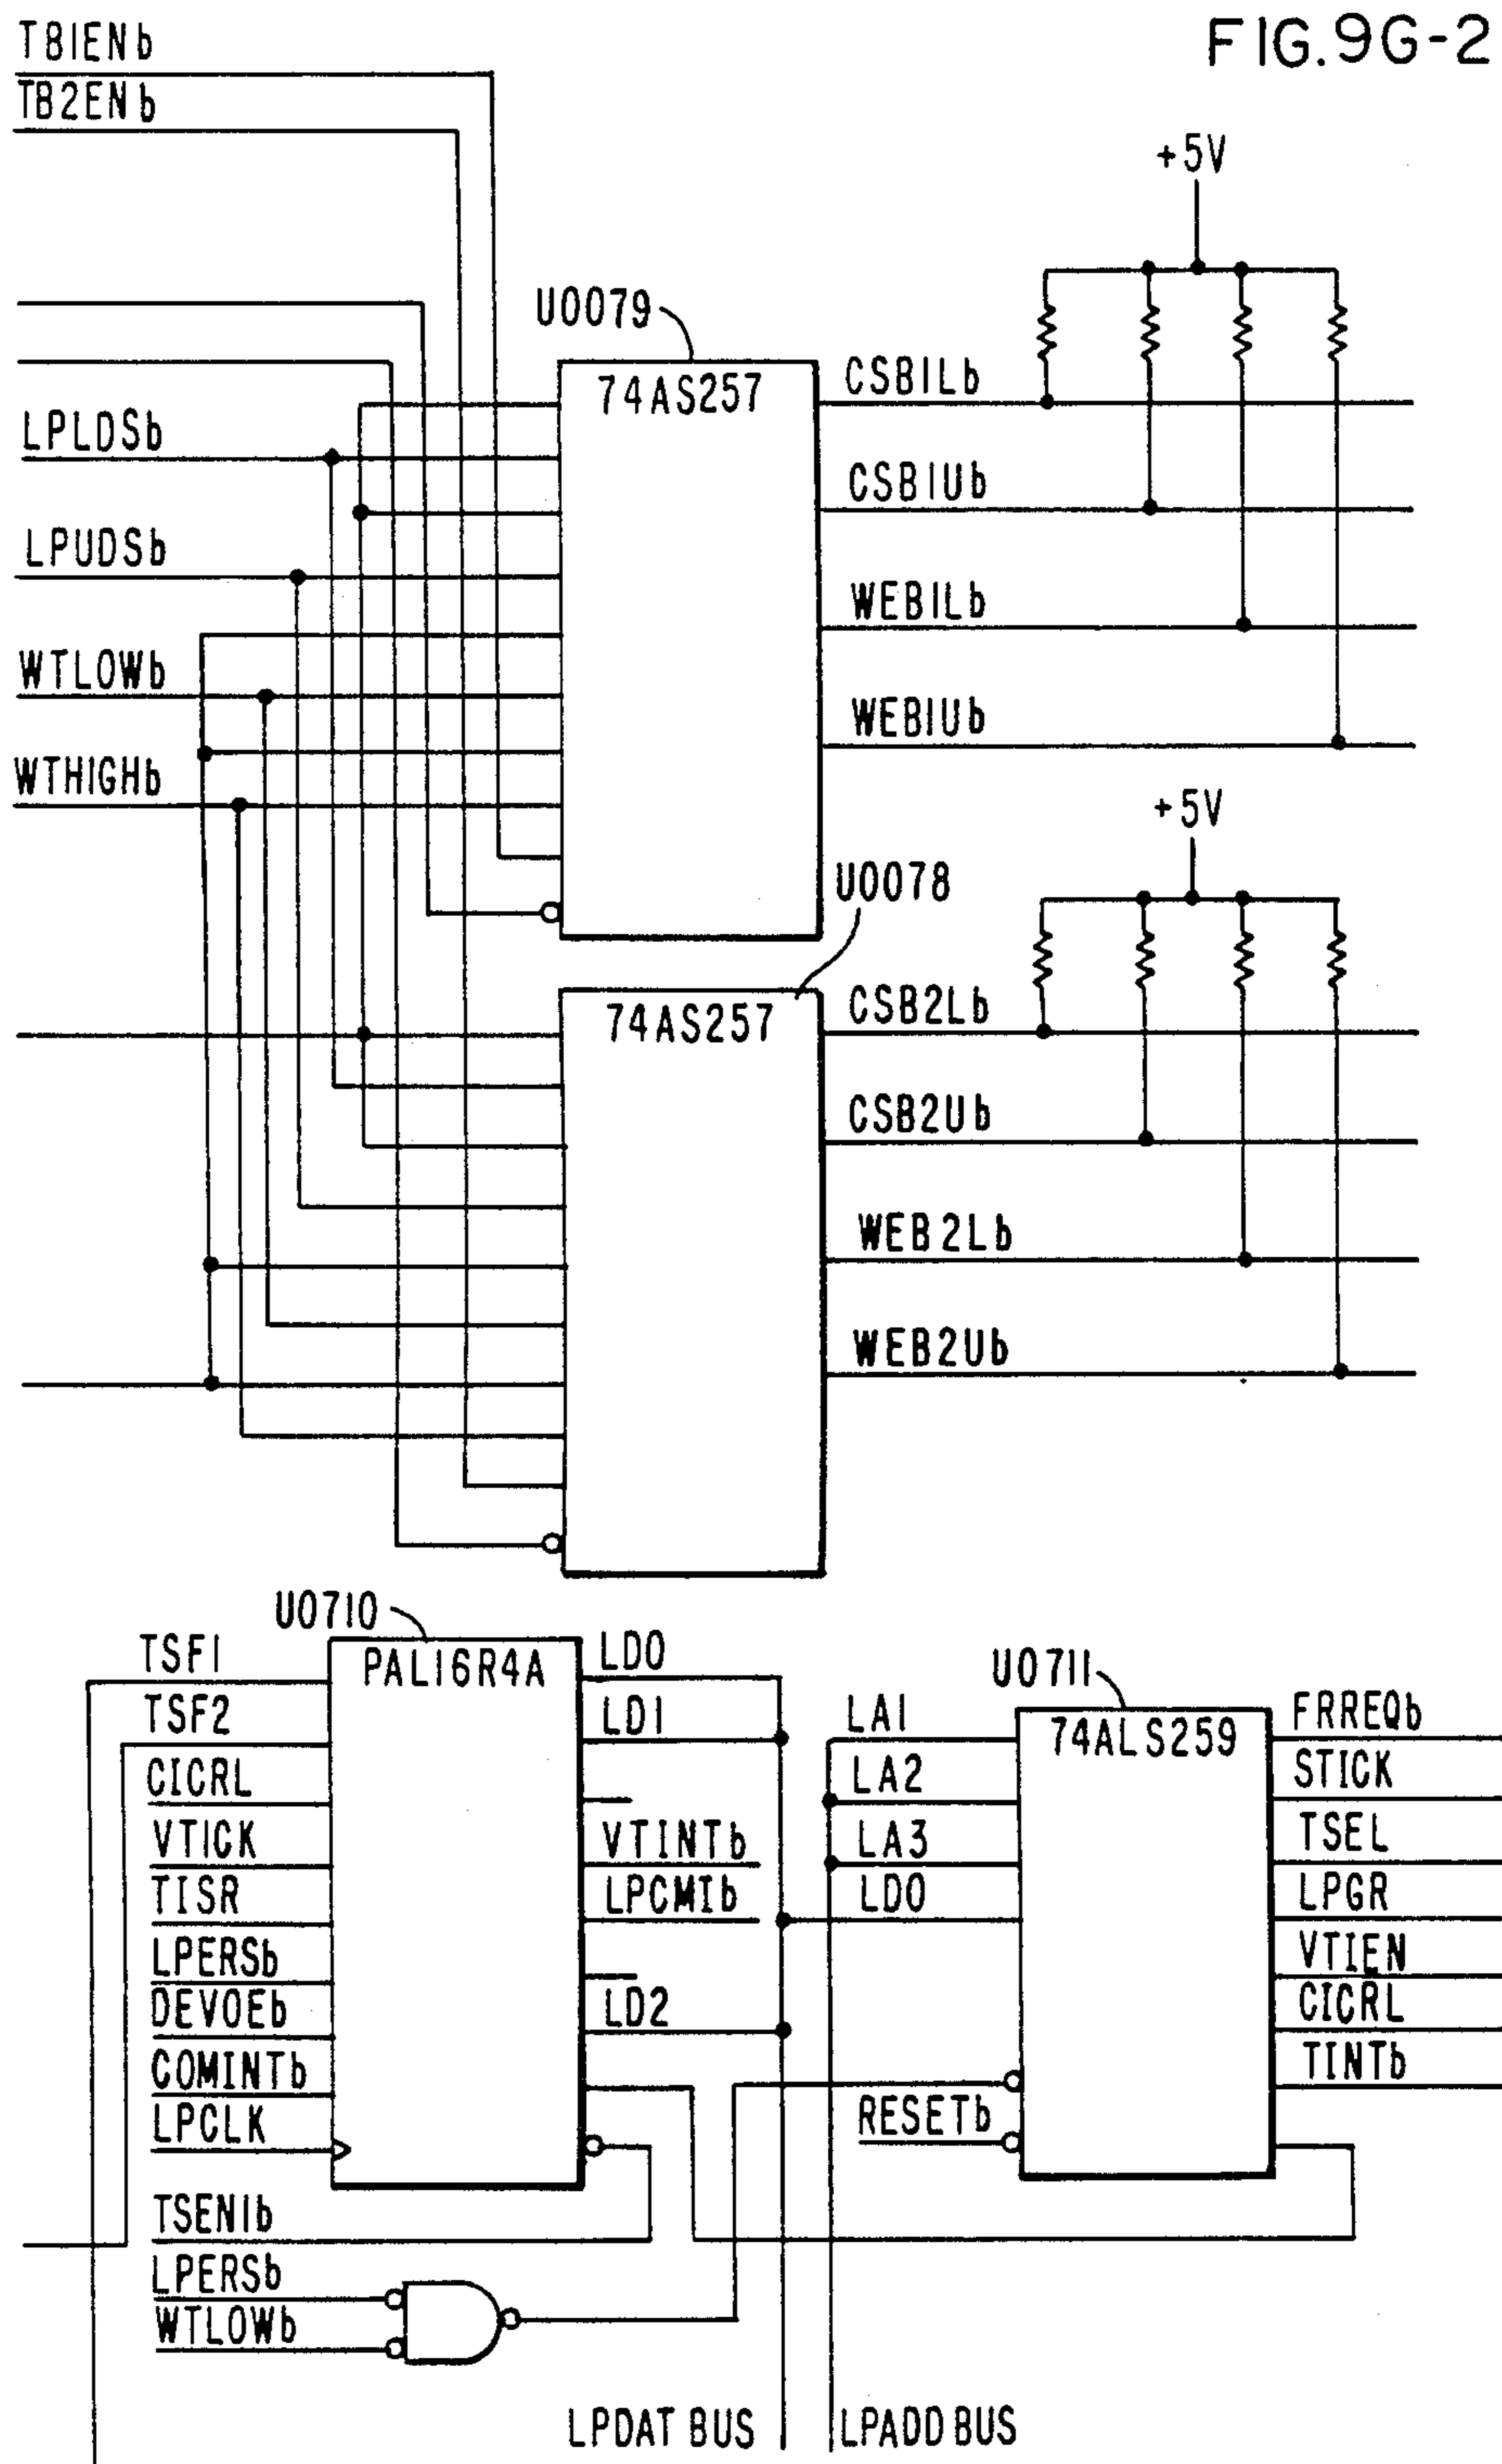 FIG.9G-2
TB1ENb
TB2ENb
+5V
U0079
74AS257
CSB1Lb
LPLDSb
CSB1Ub
LPUDSb
WEB1Lb
WTLOWb
WEB1Ub
WTHIGHb
+5V
U0078
74AS257
CSB2Lb
CSB2Ub
WEB2Lb
WEB2Ub
U0710
PAL16R4A
TSF1
TSF2
CICRL
VTICK
TISR
LPERSb
DEVOEb
COMINTb
LPCLK
LD0
LD1
VTINTb
LPCMIb
LD2
TSEN1b
LPERSb
WTLOWb
U0711
74ALS259
LA1
LA2
LA3
LD0
RESETb
FRREQb
STICK
TSEL
LPGR
VTIEN
CICRL
TINTb
LPDAT BUS
LPADD BUS